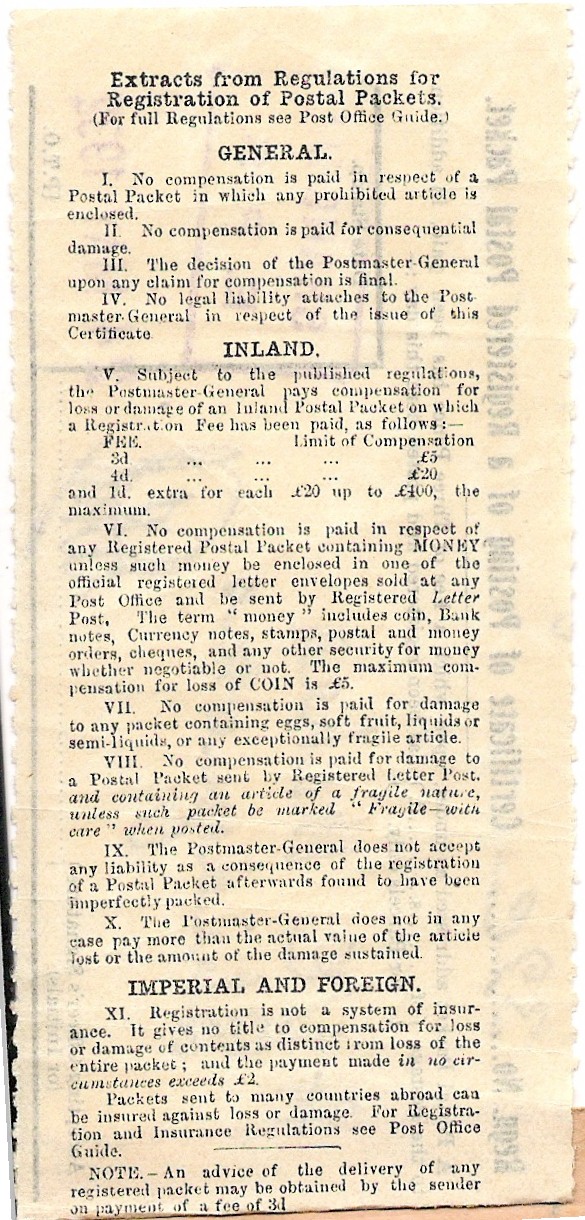 Extracts from Regulations for
Registration of Postal Packets.
(For full Regulations see Post Office Guide.)
GENERAL.
I. No compensation is paid in respect of a
Postal Packet in which any prohibited article is
enclosed.
II. No compensation is paid for consequential
damage.
III. The decision of the Postmaster-General
upon any claim for compensation is final.
IV. No legal liability attaches to the Post-
master-General in respect of the issue of this
Certificate
INLAND.
V. Subject to the published regulations,
the Postmaster-General pays compensation for
loss or damage of an Inland Postal Packet on which
a Registration Fee has been paid, as follows:—
FEE. Limit of Compensation
3d ... ... ... £5
4d. ... ... ... £20
and 1d. extra for each £20 up to £400, the
maximum.
VI. No compensation is paid in respect of
any Registered Postal Packet containing MONEY
unless such money be enclosed in one of the
official registered letter envelopes sold at any
Post Office and be sent by Registered Letter
Post, The term " money " includes coin, Bank
notes, Currency notes, stamps, postal and money
orders, cheques, and any other security for money
whether negotiable or not. The maximum com-
pensation for loss of COIN is £5.
VII. No compensation is paid for damage
to any packet containing eggs, soft fruit, liquids or
semi-liquids, or any exceptionally fragile article.
VIII. No compensation is paid for damage to
a Postal Packet sent by Registered Letter Post,
and containing an article of a fragile nature,
unless such packet be marked " Fragile—with
care " when posted.
IX. The Postmaster-General does not accept
any liability as a consequence of the registration
of a Postal Packet afterwards found to have been
imperfectly packed.
X. The Postmaster-General does not in any
case pay more than the actual value of the article
lost or the amount of the damage sustained.
IMPERIAL AND FOREIGN.
XI. Registration is not a system of insur-
ance. It gives no title to compensation for loss
or damage of contents as distinct from loss of the
entire packet; and the payment made in no cir-
cumstances exceeds £2.
Packets sent to many countries abroad can
be insured against loss or damage. For Registra-
tion and Insurance Regulations see Post Office
Guide.
NOTE.—An advice of the delivery of any
registered packet may be obtained by the sender
on payment of a fee of 3d
Certificate of Posting of a Registered Postal Packet.
(P.T.O.